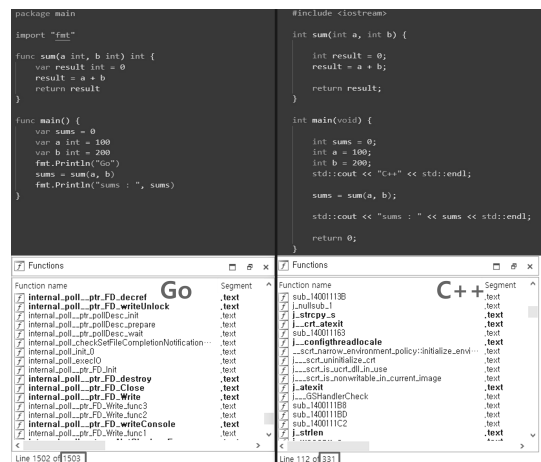 package main
import "fmt"
func sum(a int, b int) int {
var result int = 0
result = a + b
return result
}
func main() {
var sums = 0
var a int = 100
var b int = 200
fmt.Println("Go")
sums = sum(a, b)
fmt.Println("sums : ", sums)
}
Functions
Function name Segment
Go
internal_poll__ptr_FD_decref .text
internal_poll__ptr_FD_writeUnlock .text
internal_poll__ptr_pollDesc_init .text
internal_poll__ptr_pollDesc_prepare .text
internal_poll__ptr_pollDesc_wait .text
internal_poll_checkSetFileCompletionNotification… .text
internal_poll_init_0 .text
internal_poll_execIO .text
internal_poll__ptr_FD_Init .text
internal_poll__ptr_FD_destroy .text
internal_poll__ptr_FD_Close .text
internal_poll__ptr_FD_Write .text
internal_poll__ptr_FD_Write_func3 .text
internal_poll__ptr_FD_Write_func2 .text
internal_poll__ptr_FD_writeConsole .text
internal_poll__ptr_FD_Write_func1 .text
Line 1502 of 1503
#include <iostream>
int sum(int a, int b) {
int result = 0;
result = a + b;
return result;
}
int main(void) {
int sums = 0;
int a = 100;
int b = 200;
std::cout << "C++" << std::endl;
sums = sum(a, b);
std::cout << "sums : " << sums << std::endl;
return 0;
}
Functions
Function name Segment
C++
sub_14001113B .text
j_nullsub_1 .text
j_strcpy_s .text
j__crt_atexit .text
sub_140011163 .text
j__configthreadlocale .text
__scrt_narrow_environment_policy::initialize_envi… .text
j___scrt_uninitialize_crt .text
j___scrt_is_ucrt_dll_in_use .text
j___scrt_is_nonwritable_in_current_image .text
j_atexit .text
j___GSHandlerCheck .text
sub_1400111B8 .text
sub_1400111BD .text
sub_1400111C2 .text
j_strlen .text
Line 112 of 331